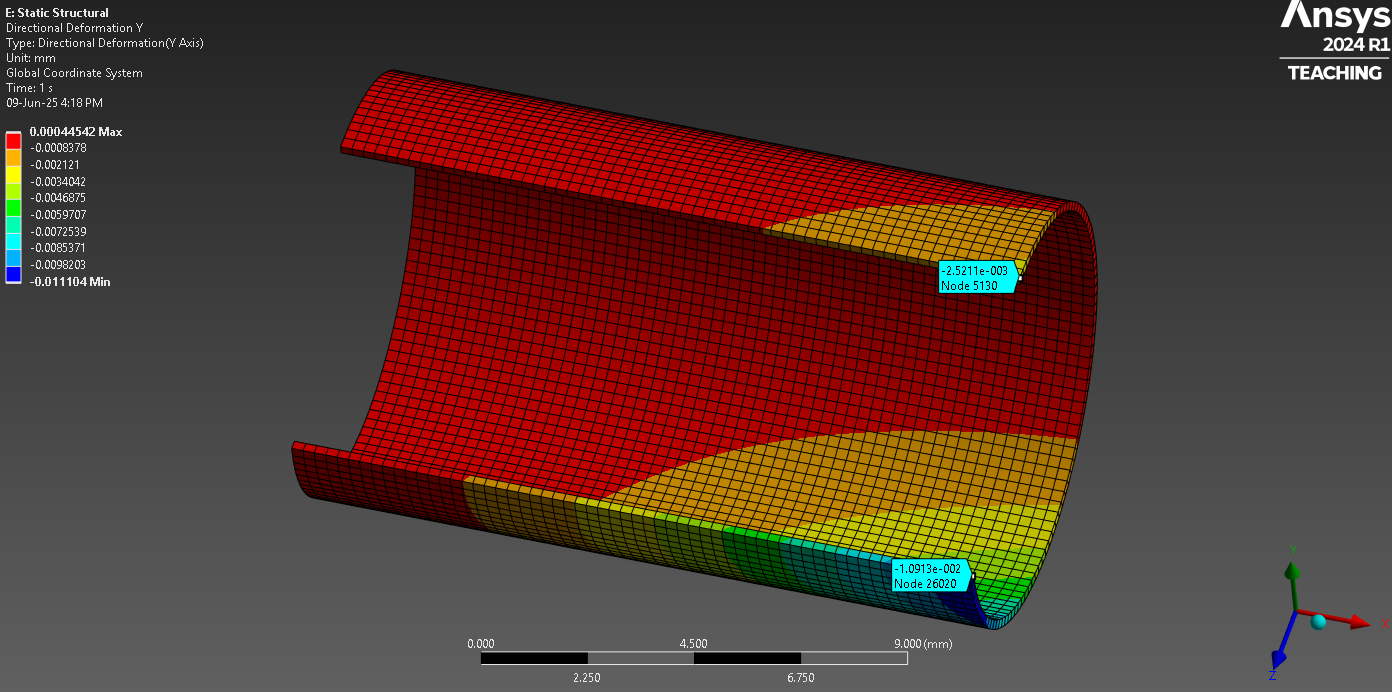 E: Static Structural
Directional Deformation Y
Type: Directional Deformation(Y Axis)
Unit: mm
Global Coordinate System
Time: 1 s
09-Jun-25 4:18 PM
0.00044542 Max
-0.0008378
-0.002121
-0.0034042
-0.0046875
-0.0059707
-0.0072539
-0.0085371
-0.0098203
-0.011104 Min
Ansys
2024 R1
TEACHING
-2.5211e-003
Node 5130
-1.0913e-002
Node 26020
0.000 4.500 9.000 (mm)
2.250 6.750
Y
X
Z